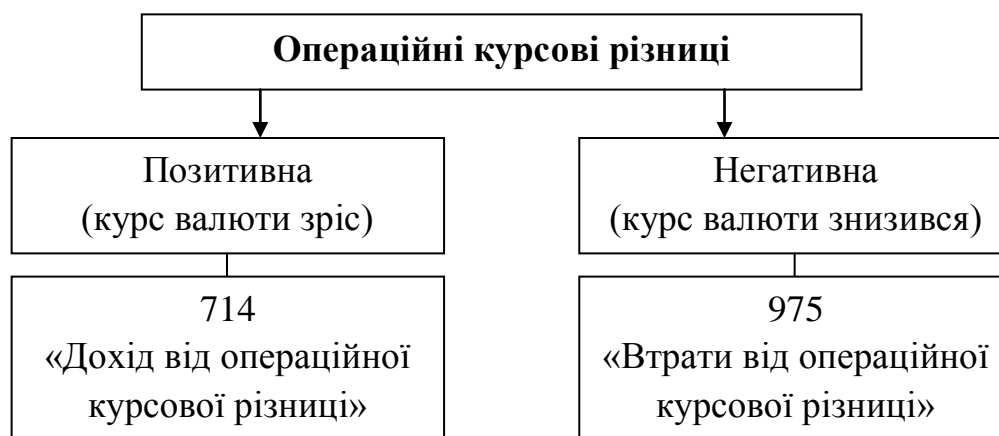 Операційні курсові різниці
Позитивна
(курс валюти зріс)
Негативна
(курс валюти знизився)
714
«Дохід від операційної
курсової різниці»
975
«Втрати від операційної
курсової різниці»